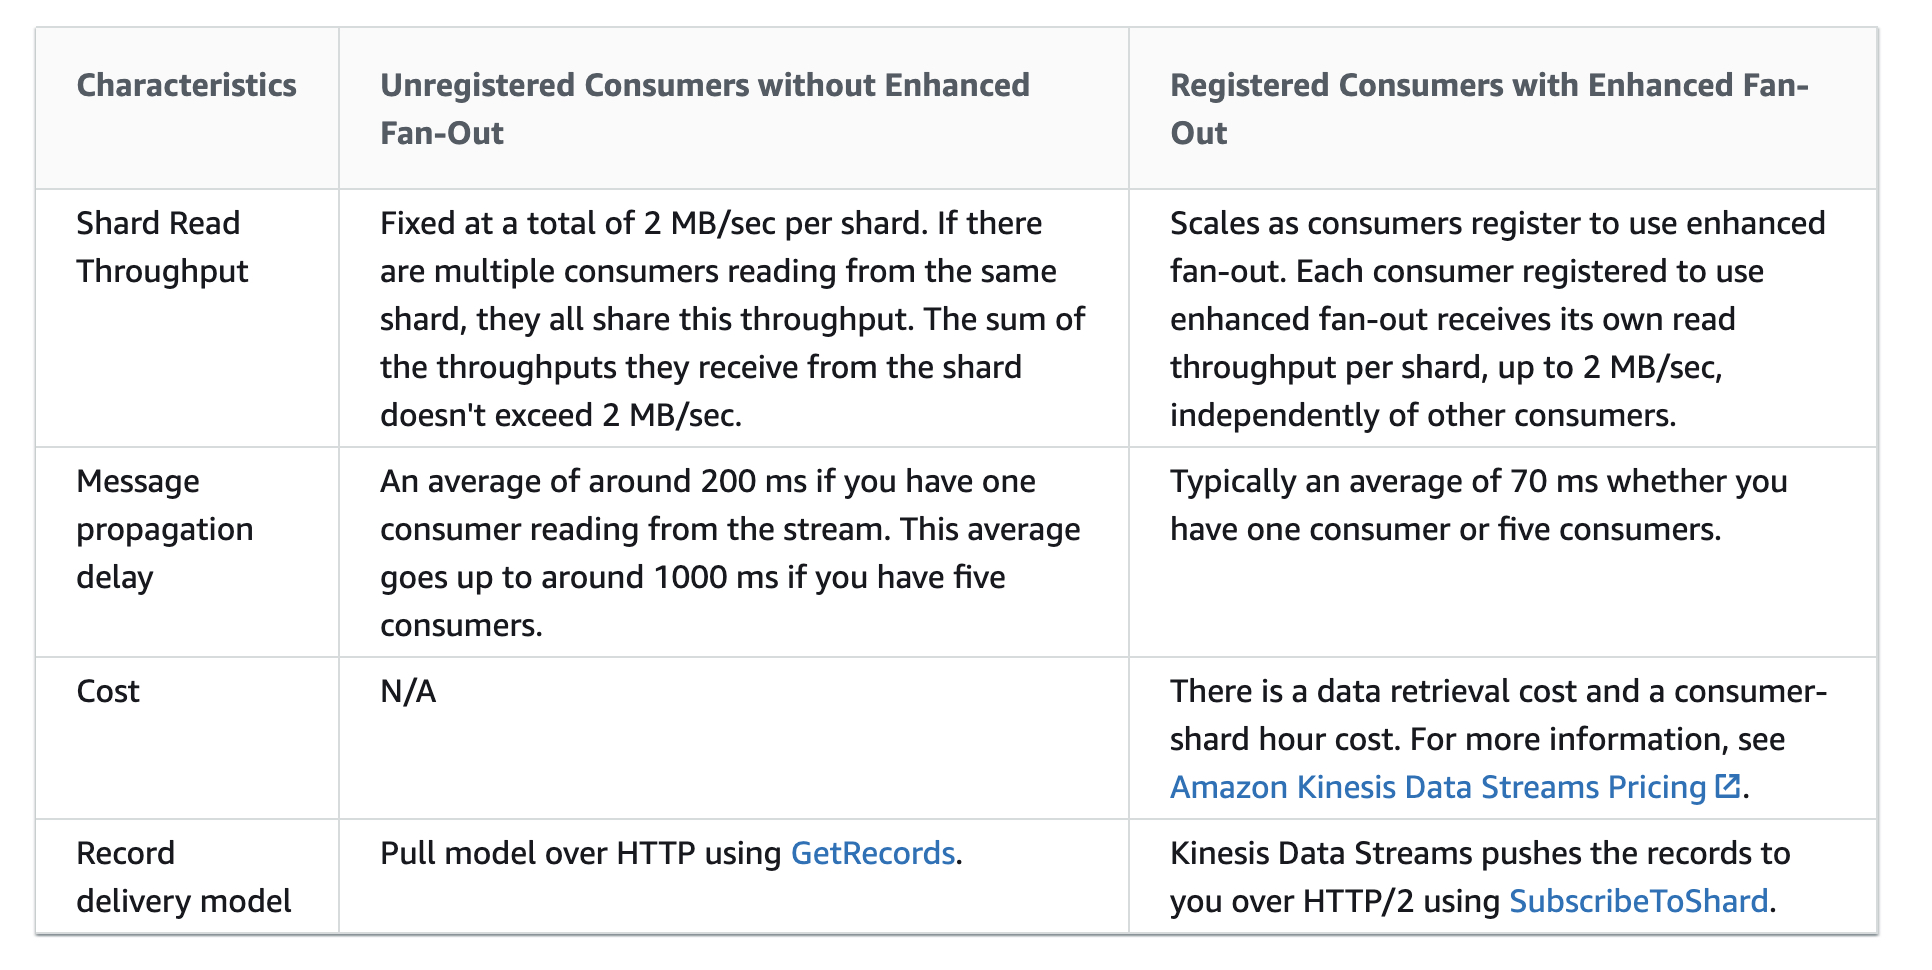 Characteristics
Unregistered Consumers without Enhanced
Fan-Out
Registered Consumers with Enhanced Fan-
Out
Shard Read
Throughput
Fixed at a total of 2 MB/sec per shard. If there
are multiple consumers reading from the same
shard, they all share this throughput. The sum of
the throughputs they receive from the shard
doesn't exceed 2 MB/sec.
Scales as consumers register to use enhanced
fan-out. Each consumer registered to use
enhanced fan-out receives its own read
throughput per shard, up to 2 MB/sec,
independently of other consumers.
Message
propagation
delay
An average of around 200 ms if you have one
consumer reading from the stream. This average
goes up to around 1000 ms if you have five
consumers.
Typically an average of 70 ms whether you
have one consumer or five consumers.
Cost
N/A
There is a data retrieval cost and a consumer-
shard hour cost. For more information, see
Amazon Kinesis Data Streams Pricing.
Record
delivery model
Pull model over HTTP using GetRecords.
Kinesis Data Streams pushes the records to
you over HTTP/2 using SubscribeToShard.